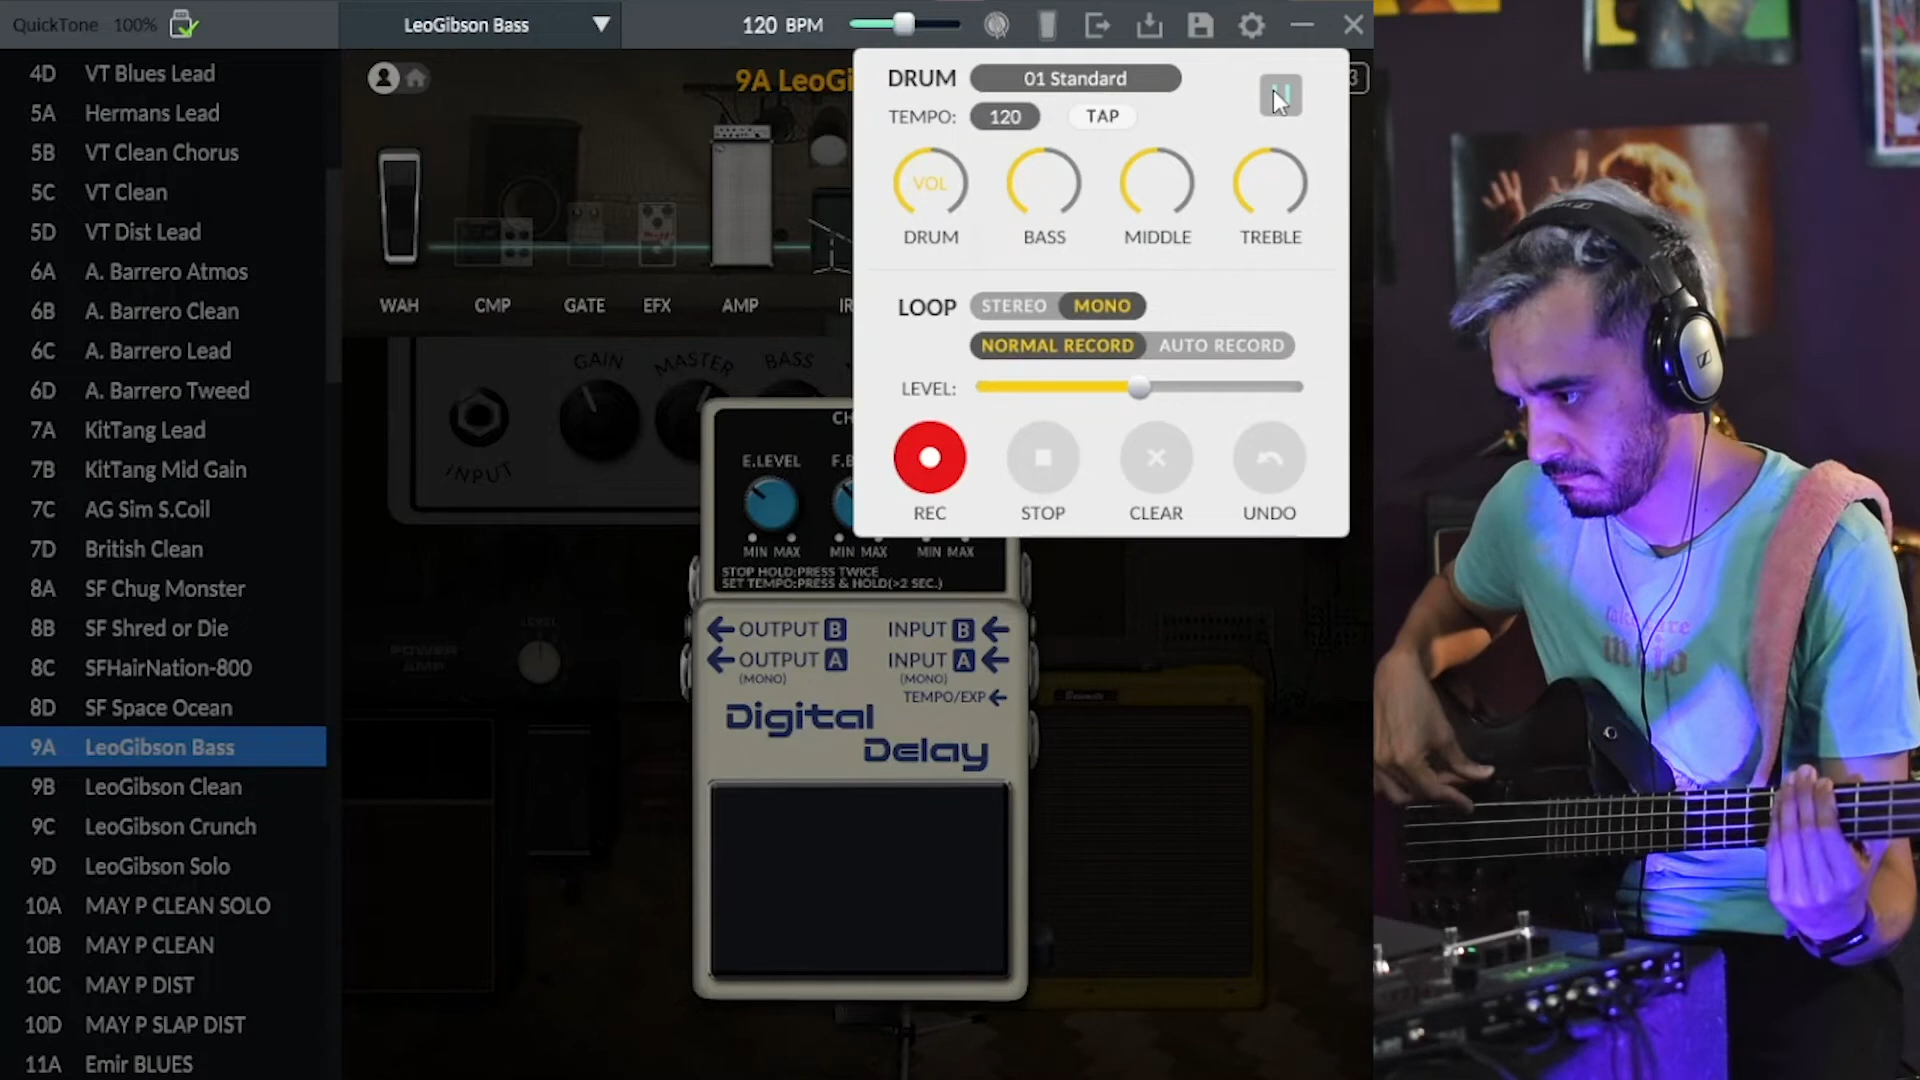 QuickTone 100%
LeoGibson Bass
120 BPM
4D VT Blues Lead
5A Hermans Lead
5B VT Clean Chorus
5C VT Clean
5D VT Dist Lead
6A A. Barrero Atmos
6B A. Barrero Clean
6C A. Barrero Lead
6D A. Barrero Tweed
7A KitTang Lead
7B KitTang Mid Gain
7C AG Sim S.Coil
7D British Clean
8A SF Chug Monster
8B SF Shred or Die
8C SFHairNation-800
8D SF Space Ocean
9A LeoGibson Bass
9B LeoGibson Clean
9C LeoGibson Crunch
9D LeoGibson Solo
10A MAY P CLEAN SOLO
10B MAY P CLEAN
10C MAY P DIST
10D MAY P SLAP DIST
11A Emir BLUES
9A LeoGi
3
WAH CMP GATE EFX AMP IR
GAIN MASTER BASS
INPUT
DRUM 01 Standard
TEMPO: 120 TAP
VOL
DRUM BASS MIDDLE TREBLE
LOOP STEREO MONO
NORMAL RECORD AUTO RECORD
LEVEL:
REC STOP CLEAR UNDO
CH
E.LEVEL F.B
MIN MAX MIN MAX MIN MAX
STOP HOLD:PRESS TWICE
SET TEMPO:PRESS & HOLD(>2 SEC.)
OUTPUT B INPUT B
OUTPUT A INPUT A
(MONO) (MONO)
TEMPO/EXP
Digital
Delay
POWER
AMP
LEVEL
mojo